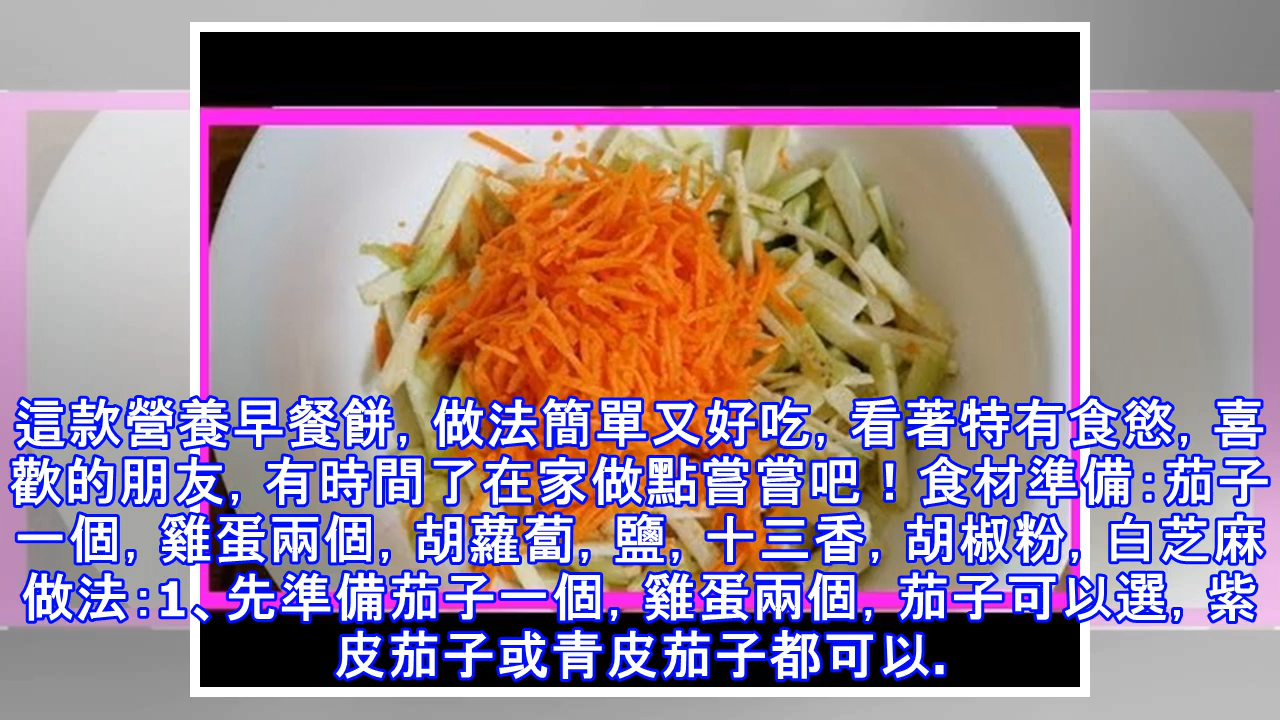 這款營養早餐餅, 做法簡單又好吃, 看著特有食慾, 喜
歡的朋友, 有時間了在家做點嘗嘗吧！食材準備:茄子
一個, 雞蛋兩個, 胡蘿蔔, 鹽, 十三香, 胡椒粉, 白芝麻
做法:1、先準備茄子一個, 雞蛋兩個, 茄子可以選, 紫
皮茄子或青皮茄子都可以.